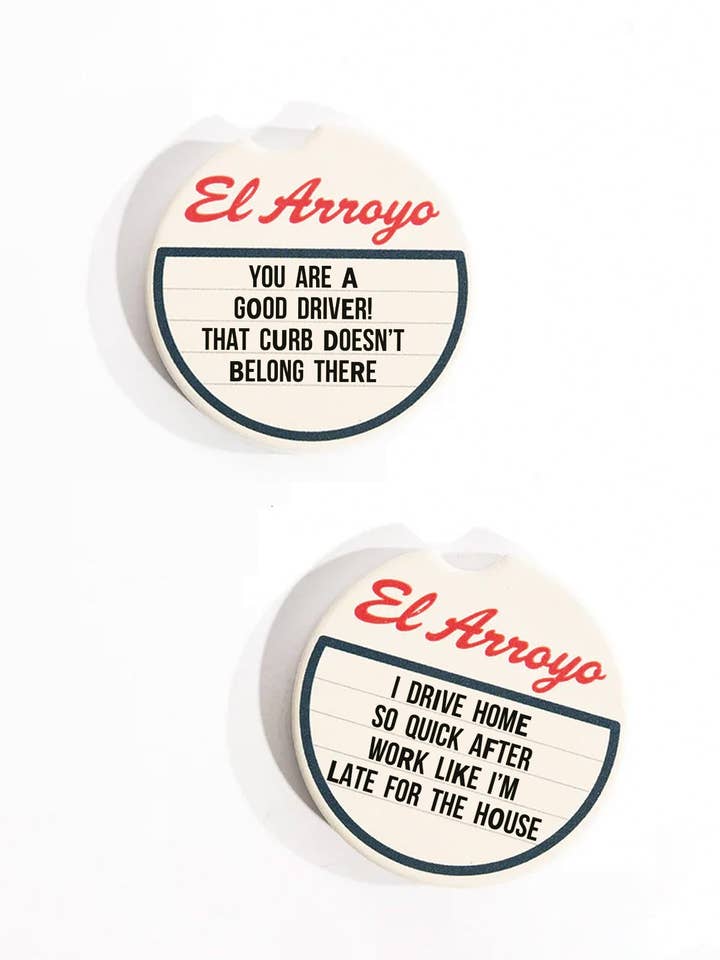 El Arroyo
YOU ARE A
GOOD DRIVER!
THAT CURB DOESN'T
BELONG THERE
El Arroyo
I DRIVE HOME
SO QUICK AFTER
WORK LIKE I'M
LATE FOR THE HOUSE